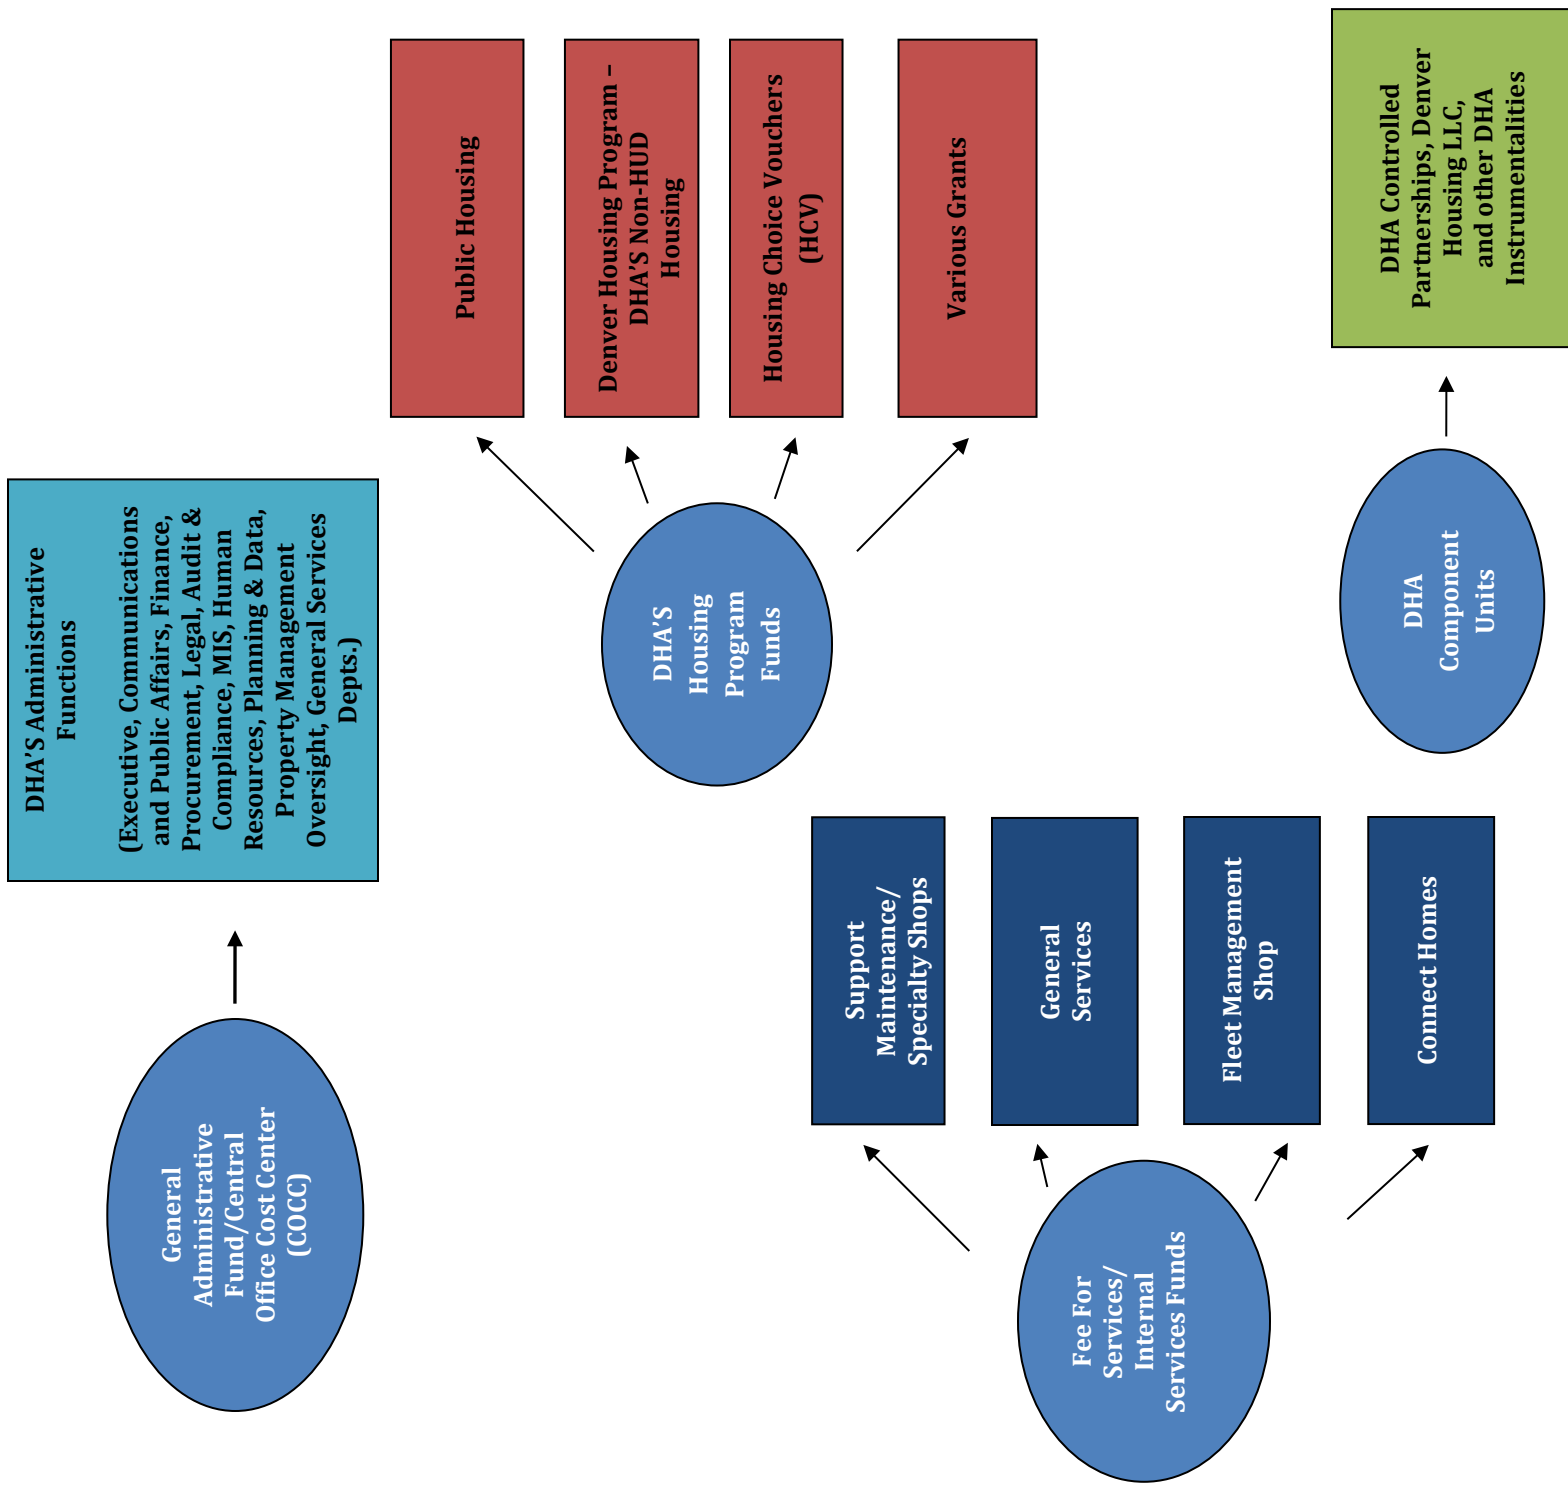 General
Administrative
Fund/Central
Office Cost Center
(COCC)
DHA’S Administrative
Functions
(Executive, Communications
and Public Affairs, Finance,
Procurement, Legal, Audit &
Compliance, MIS, Human
Resources, Planning & Data,
Property Management
Oversight, General Services
Depts.)
DHA’S
Housing
Program
Funds
Public Housing
Denver Housing Program –
DHA’S Non-HUD
Housing
Housing Choice Vouchers
(HCV)
Various Grants
Fee For
Services/
Internal
Services Funds
Support
Maintenance/
Specialty Shops
General
Services
Fleet Management
Shop
Connect Homes
DHA
Component
Units
DHA Controlled
Partnerships, Denver
Housing LLC,
and other DHA
Instrumentalities